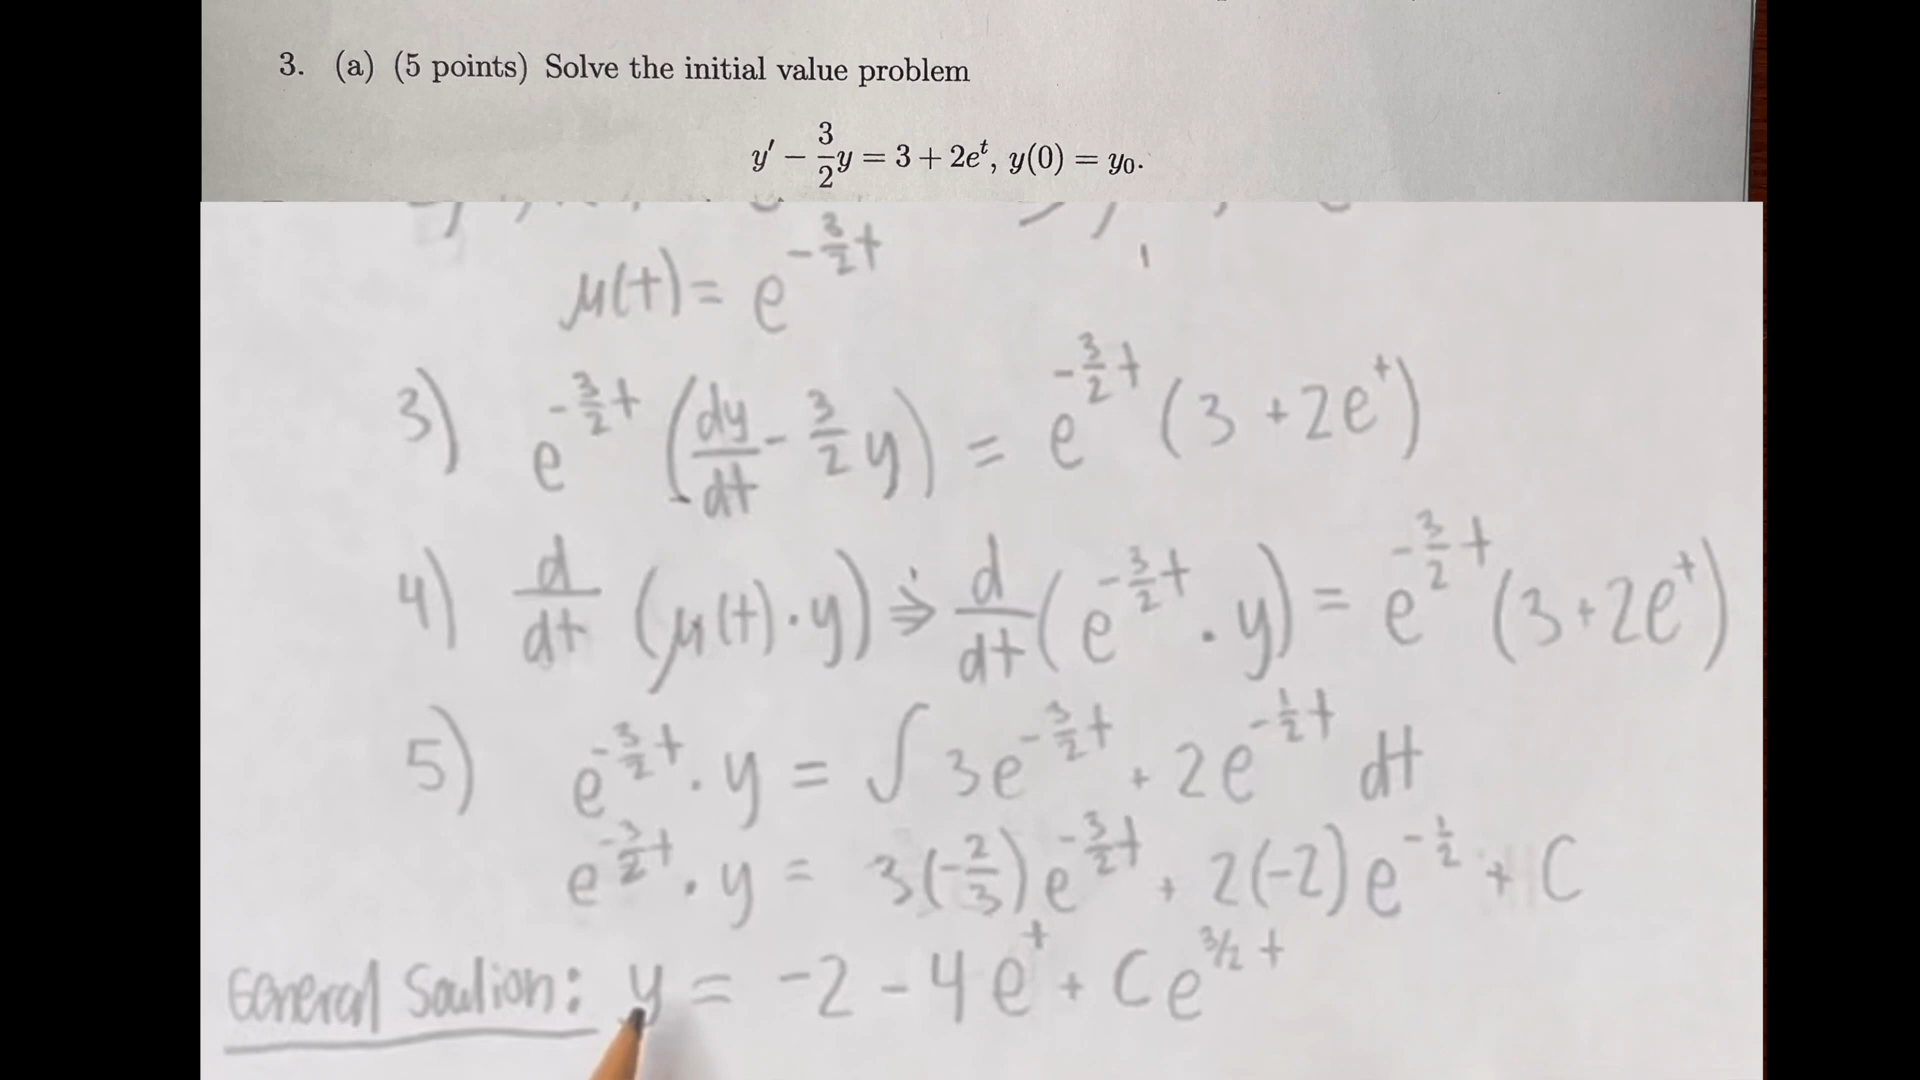 3. (a) (5 points) Solve the initial value problem
y′ − 3/2 y = 3 + 2e^t, y(0) = y₀.
μ(t) = e^(-3/2 t)
3) e^(-3/2 t) (dy/dt - 3/2 y) = e^(-3/2 t) (3 + 2e^t)
4) d/dt (μ(t) · y) ⇒ d/dt (e^(-3/2 t) · y) = e^(-3/2 t) (3 + 2e^t)
5) e^(-3/2 t) · y = ∫ 3e^(-3/2 t) + 2e^(-1/2 t) dt
e^(-3/2 t) · y = 3(-2/3) e^(-3/2 t) + 2(-2) e^(-1/2) + C
General Soulion: y = -2 - 4e^t + Ce^(3/2 t)